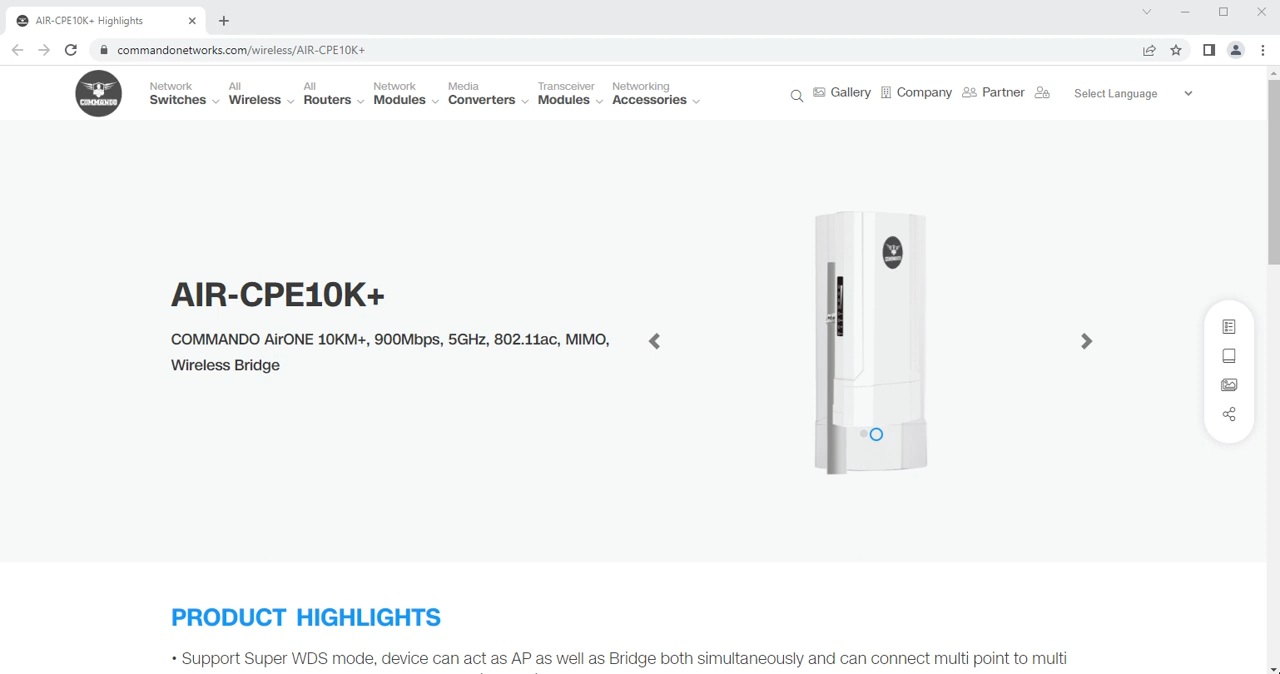 AIR-CPE10K+ Highlights
commandonetworks.com/wireless/AIR-CPE10K+
COMMANDO
Network Switches
All Wireless
All Routers
Network Modules
Media Converters
Transceiver Modules
Networking Accessories
Gallery
Company
Partner
Select Language
AIR-CPE10K+
COMMANDO AirONE 10KM+, 900Mbps, 5GHz, 802.11ac, MIMO,
Wireless Bridge
PRODUCT HIGHLIGHTS
• Support Super WDS mode, device can act as AP as well as Bridge both simultaneously and can connect multi point to multi